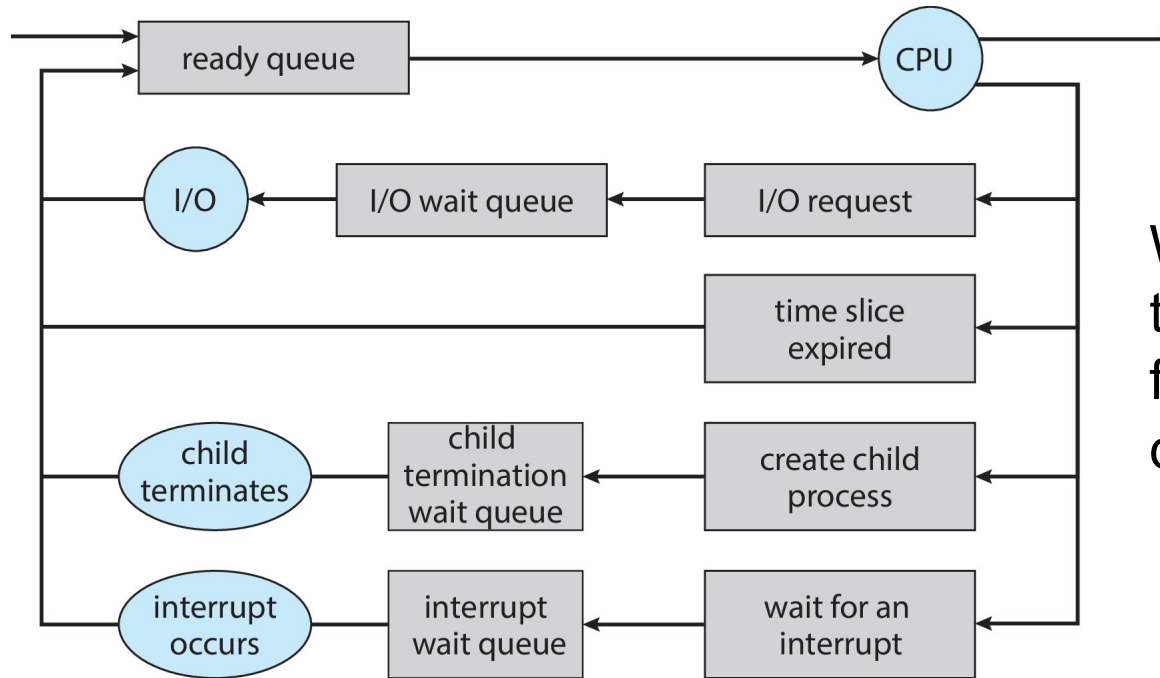 ready queue
CPU
I/O
I/O wait queue
I/O request
time slice
expired
child
terminates
child
termination
wait queue
create child
process
interrupt
occurs
interrupt
wait queue
wait for an
interrupt